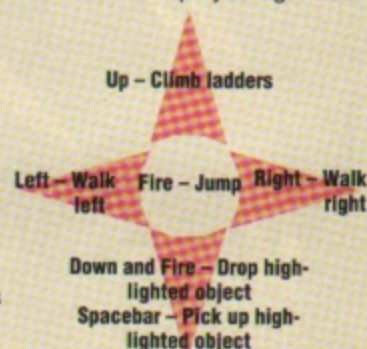 Up – Climb ladders
Left – Walk
left
Fire – Jump
Right – Walk
right
Down and Fire – Drop high-
lighted object
Spacebar – Pick up high-
lighted object